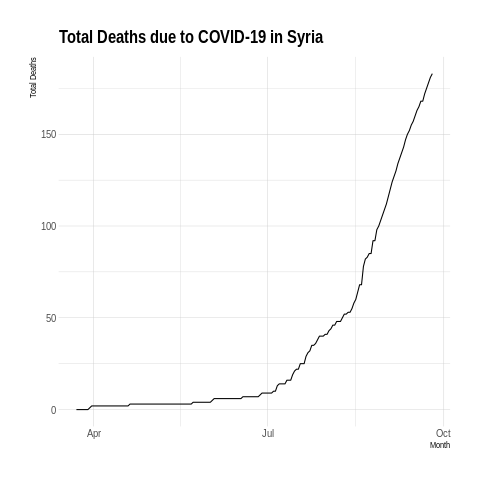 Total Deaths due to COVID-19 in Syria
Total Deaths
150
100
50
0
Apr
Jul
Oct
Month